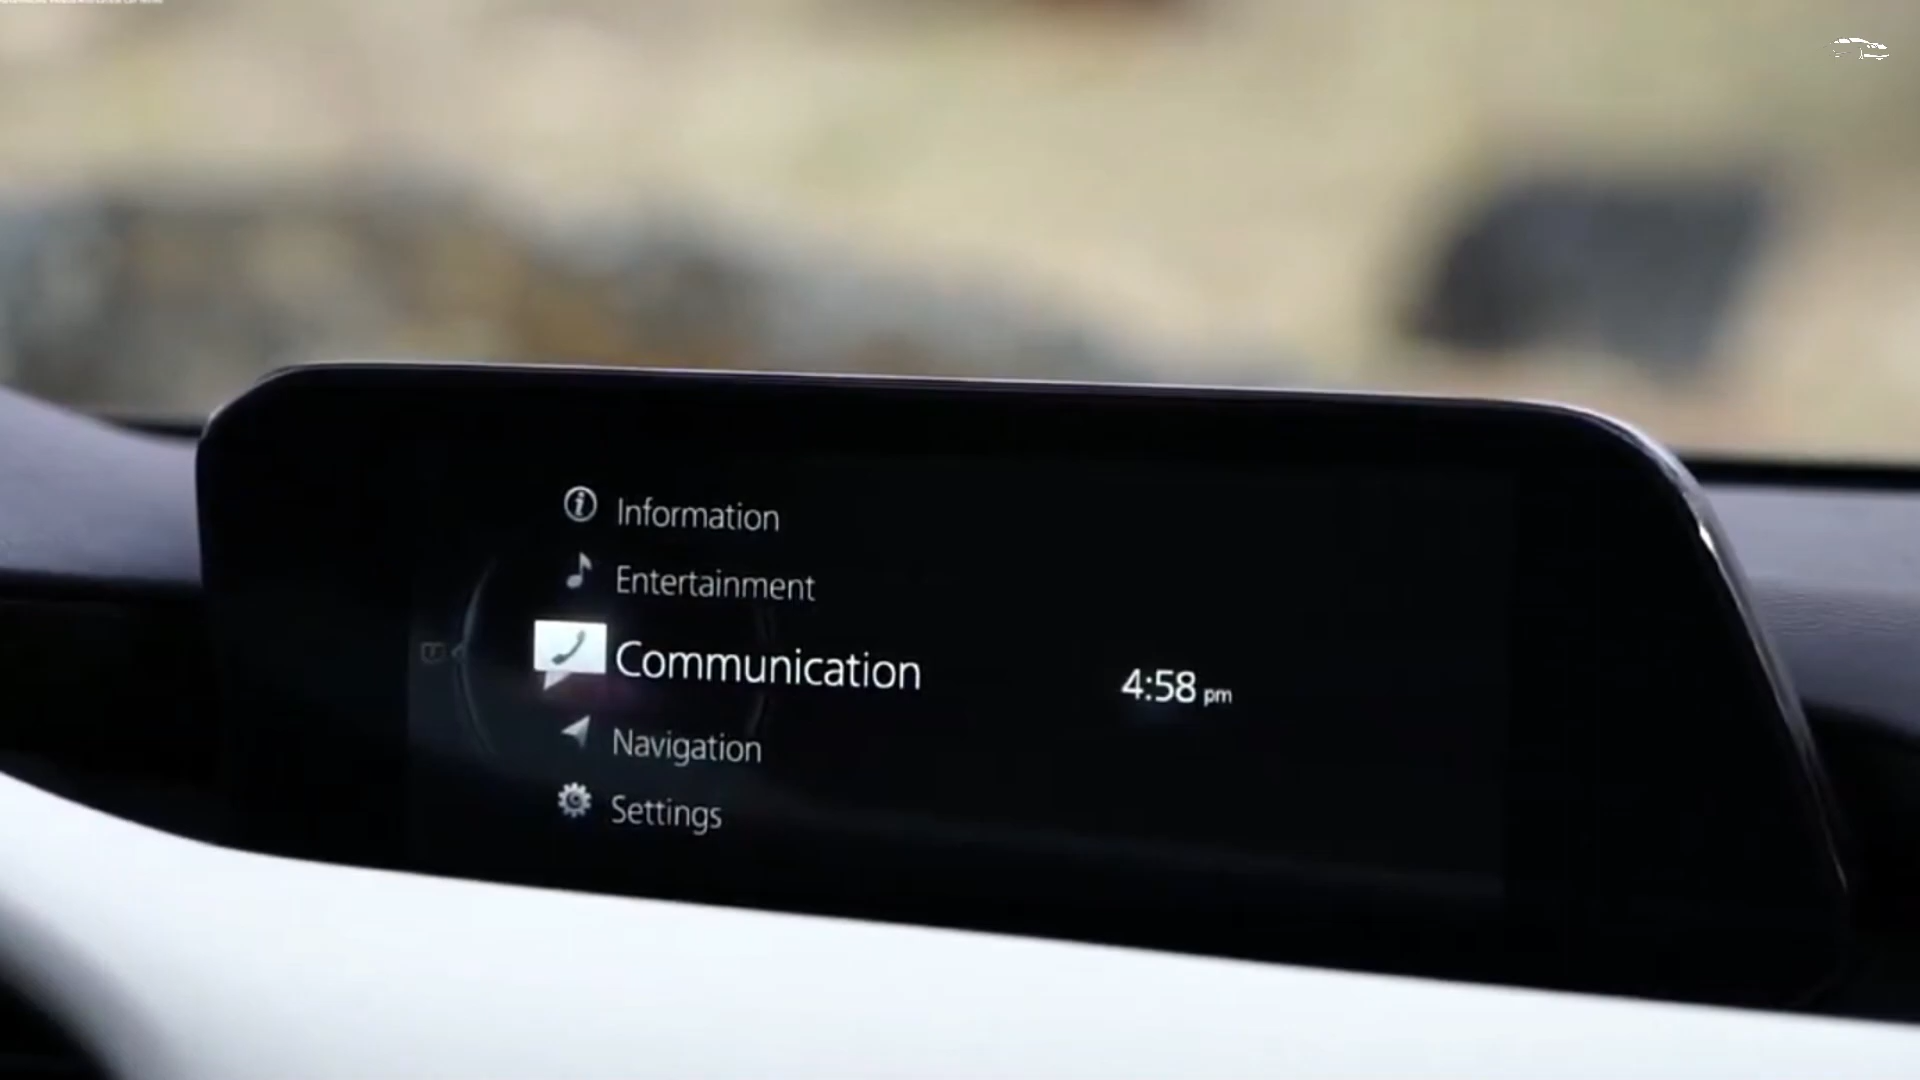 Information
Entertainment
Communication
4:58 pm
Navigation
Settings